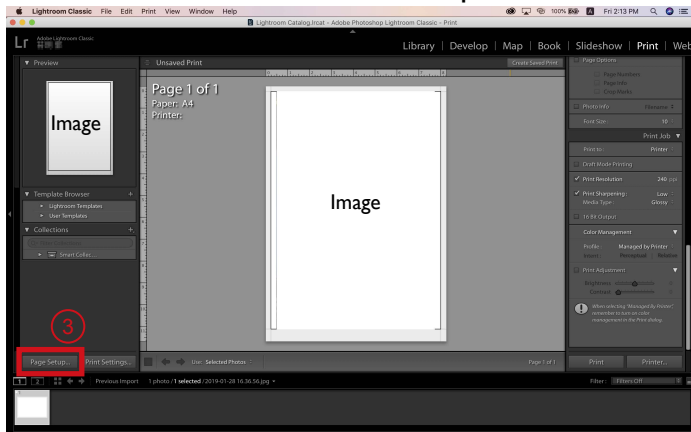 Lightroom Classic File Edit Print Window Help 100% Fri 2:13 PM
Lightroom Catalog.lrcat - Adobe Photoshop Lightroom Classic - Print
Lr Adobe Lightroom Classic
Library | Develop | Map | Book | Slideshow | Print | Web
Preview
Image
Template Browser +
Lightroom Templates
User Templates
Collections +
Smart Collec...
3
Page Setup... Print Settings...
Unsaved Print Create Saved Print
Page 1 of 1
Paper: A4
Printer:
Image
Use: Selected Photos Page 1 of 1
Page Options
Page Numbers
Page Info
Crop Marks
Photo Info Filename
Font Size: 10
Print Job
Print to: Printer
Draft Mode Printing
Print Resolution 240 ppi
Print Sharpening: Low
Media Type: Glossy
16 Bit Output
Color Management
Profile: Managed by Printer
Intent: Perceptual Relative
Print Adjustment
Brightness
Contrast
When selecting "Managed By Printer",
remember to turn on color
management in the Print dialog.
Print Printer...
1 2 Previous Import 1 photo / 1 selected / 2019-01-28 16.36.56.jpg Filter: Filters Off